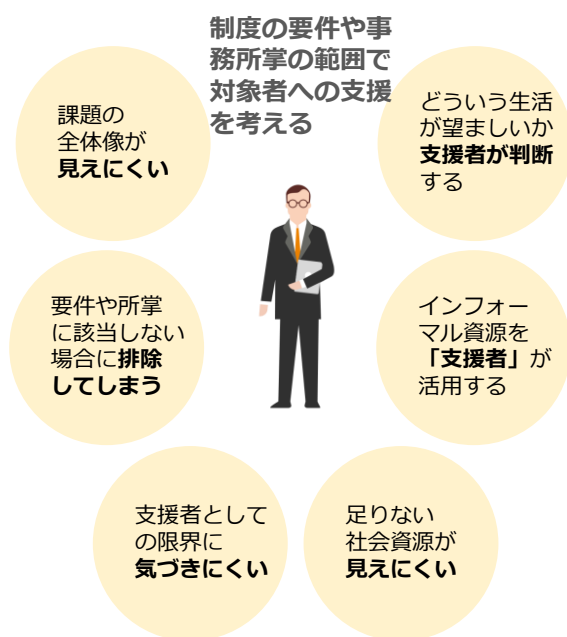 制度の要件や事
務所掌の範囲で
対象者への支援
を考える
課題の
全体像が
見えにくい
どういう生活
が望ましいか
支援者が判断
する
要件や所掌
に該当しない
場合に排除
してしまう
インフォー
マル資源を
「支援者」が
活用する
支援者として
の限界に
気づきにくい
足りない
社会資源が
見えにくい